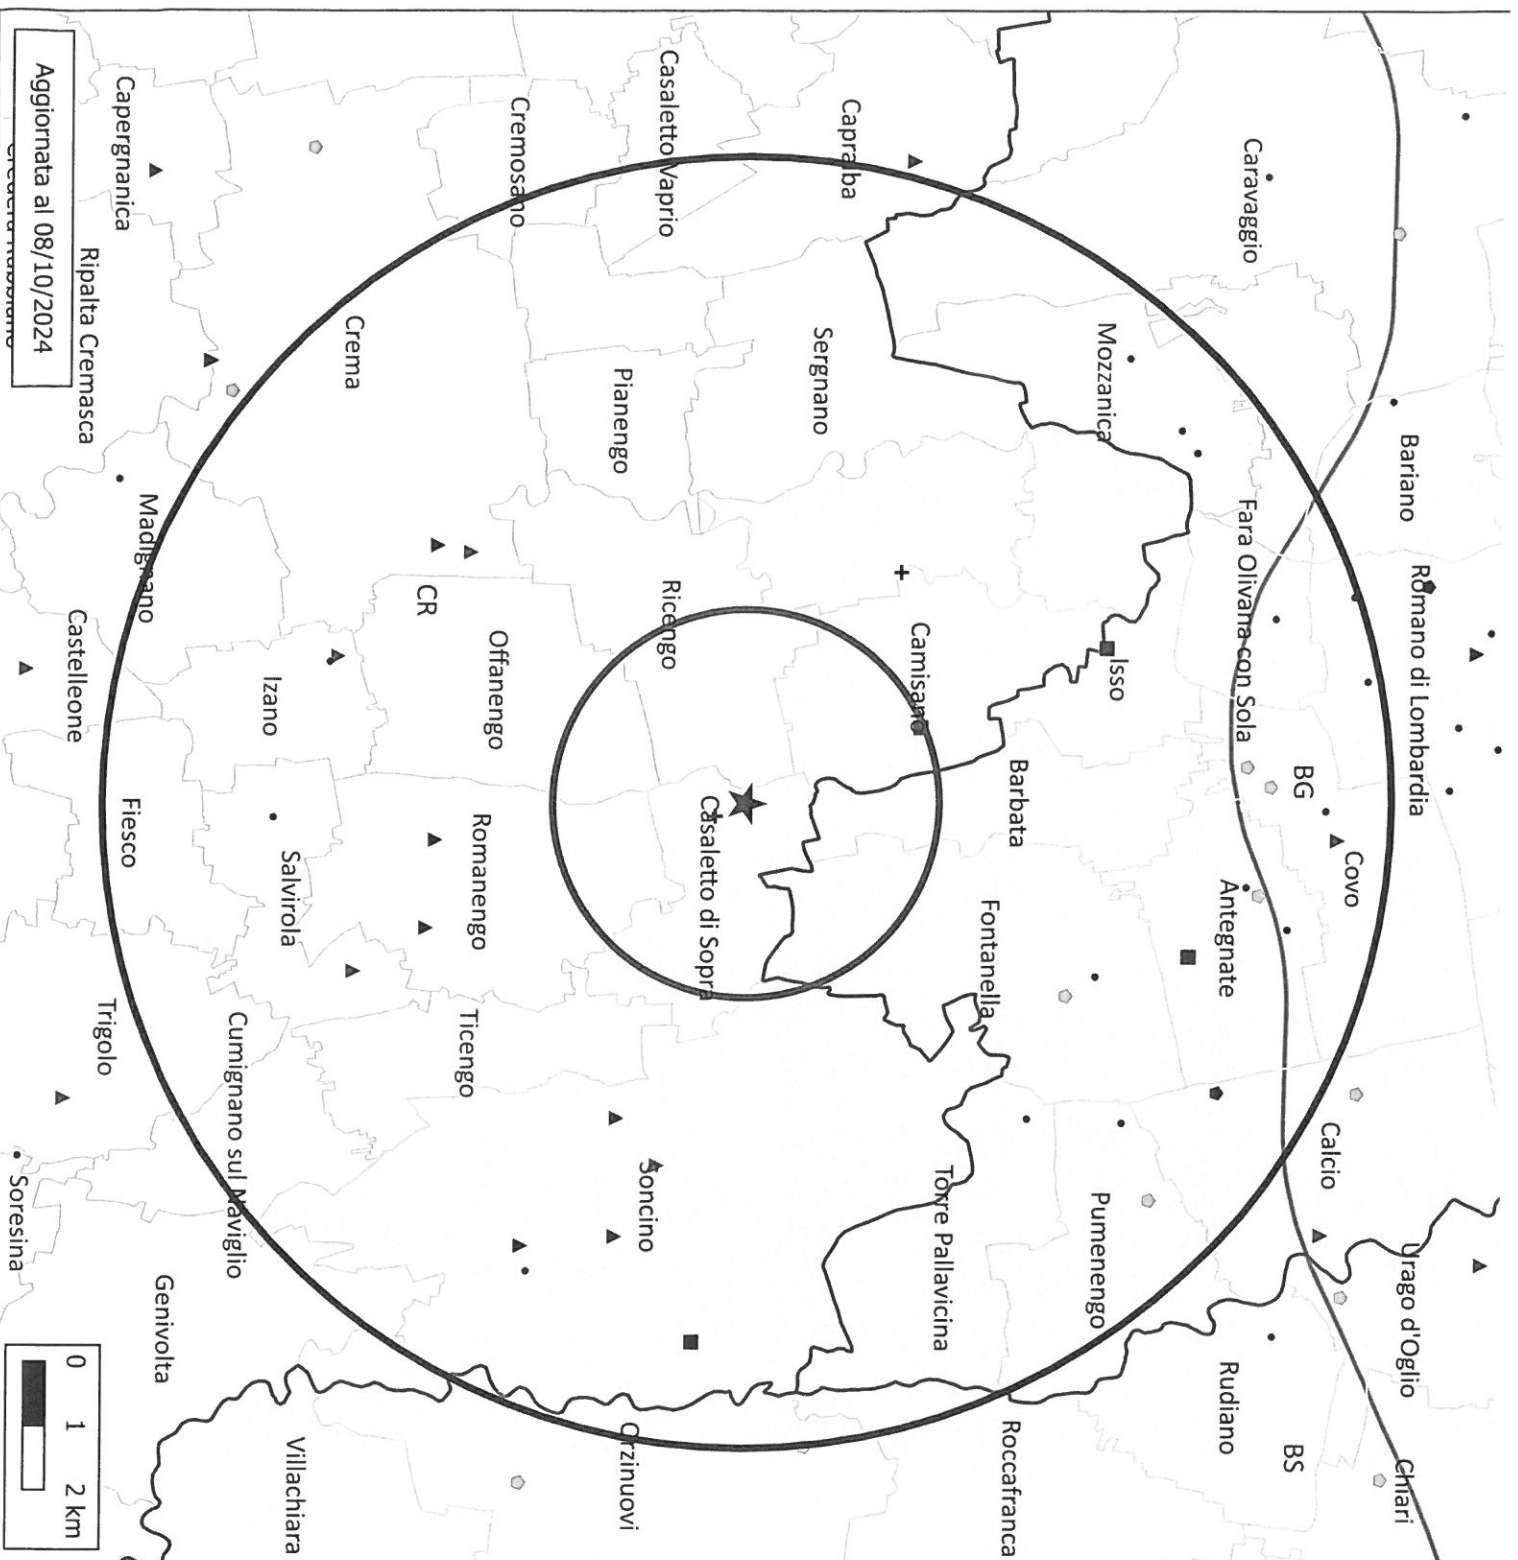 Bariano
Romano di Lombardia
Urago d'Oglio
Chiari
Covo
Calcio
BG
BS
Caravaggio
Fara Olivana con Sola
Antegnate
Rudiano
Isso
Mozzanica
Pumenengo
Barbata
Roccafranca
Fontanella
Torre Pallavicina
Camisano
Capralba
Sergnano
Casaletto di Sopra
Casaletto Vaprio
Ricengo
Soncino
Orzinuovi
Pianengo
Cremosano
Offanengo
Romanengo
Ticengo
CR
Crema
Villachiara
Salvirola
Izano
Cumignano sul Naviglio
Genivolta
Madignano
Fiesco
Capergnanica
Trigolo
Ripalta Cremasca
Castelleone
0 1 2 km
Aggiornata al 08/10/2024
Soresina